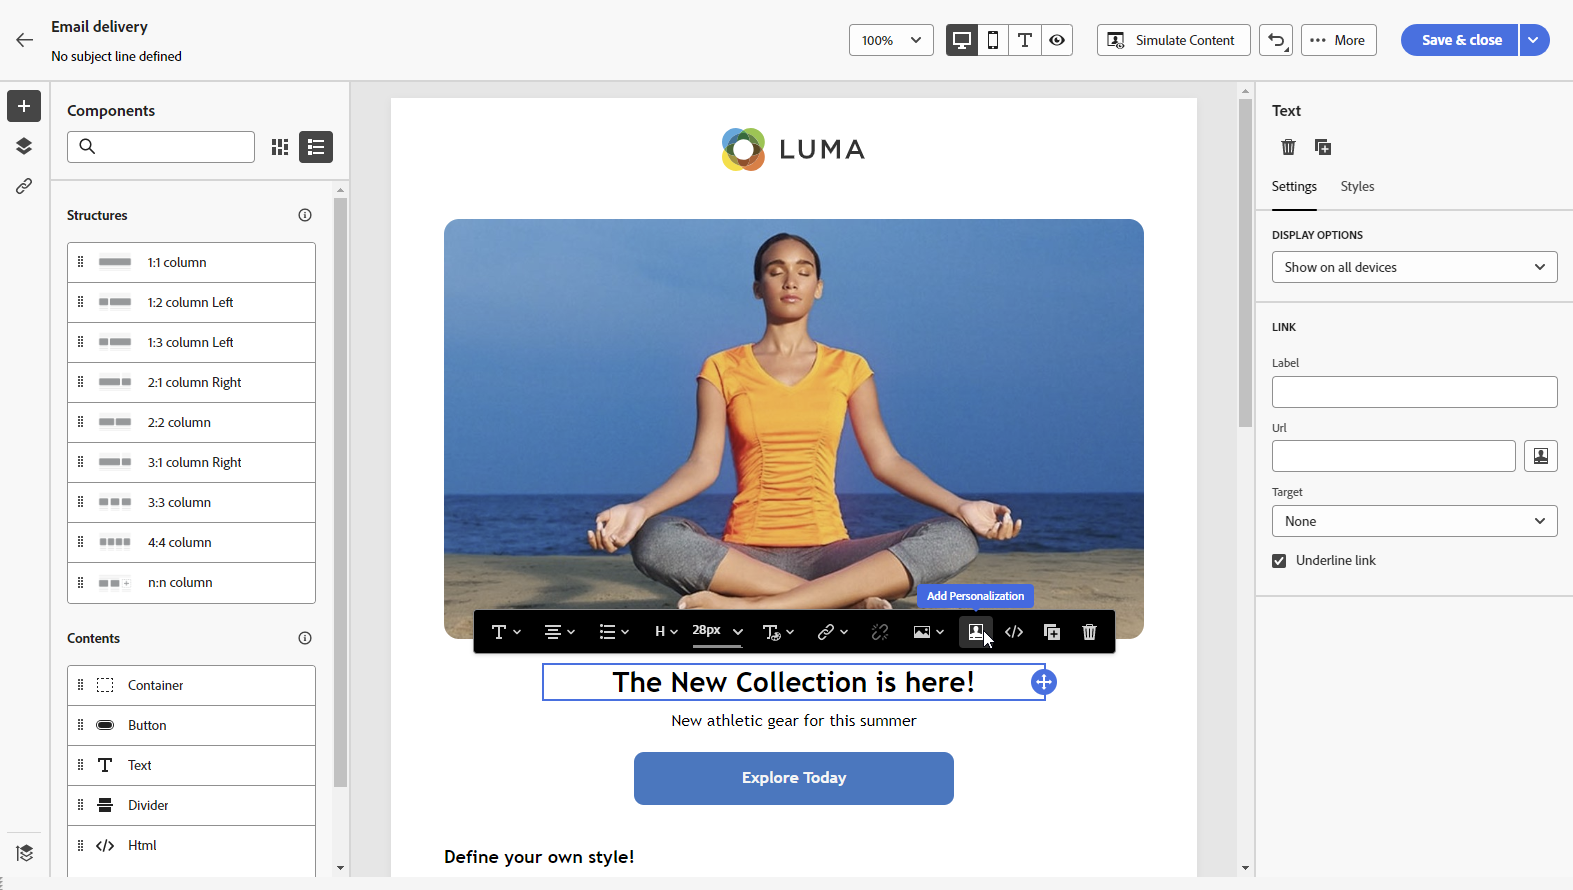 Email delivery
No subject line defined
100%
Simulate Content
More
Save & close
Components
Structures
1:1 column
1:2 column Left
1:3 column Left
2:1 column Right
2:2 column
3:1 column Right
3:3 column
4:4 column
n:n column
Contents
Container
Button
Text
Divider
Html
LUMA
Add Personalization
H
28px
The New Collection is here!
New athletic gear for this summer
Explore Today
Define your own style!
Text
Settings
Styles
DISPLAY OPTIONS
Show on all devices
LINK
Label
Url
Target
None
Underline link